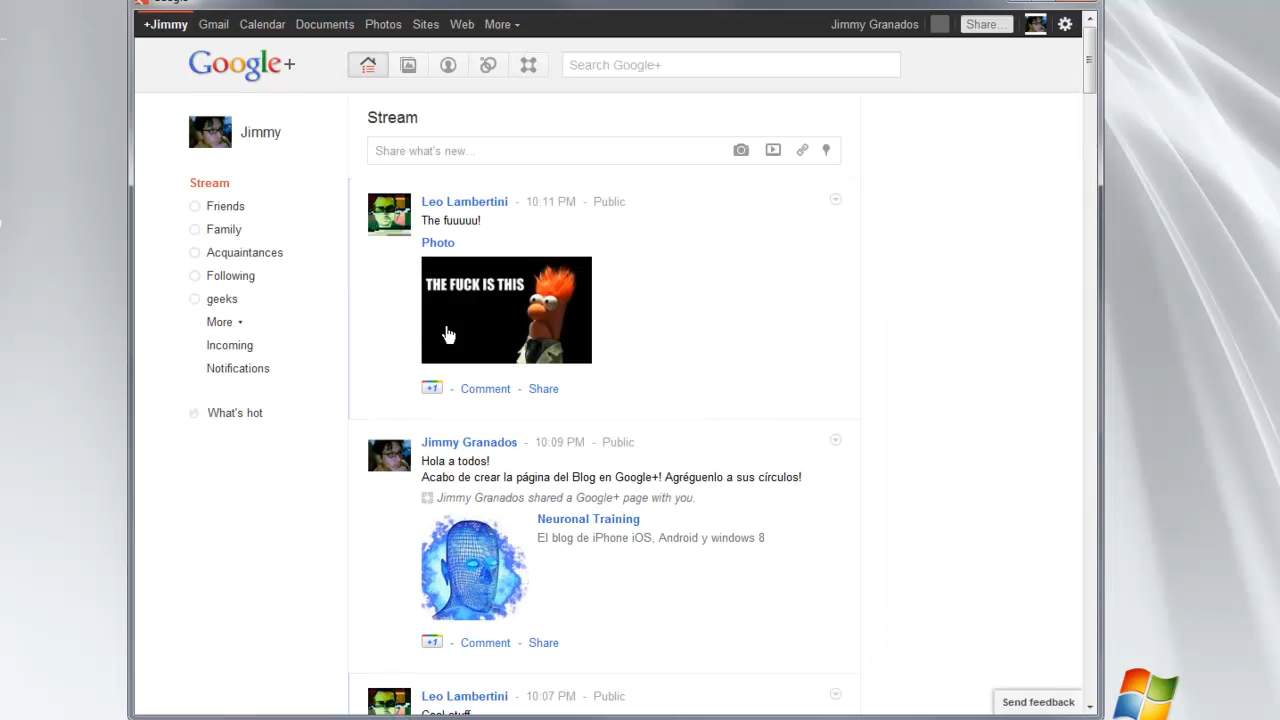 +Jimmy Gmail Calendar Documents Photos Sites Web More Jimmy Granados Share...
Google+ Search Google+
Jimmy
Stream
Friends
Family
Acquaintances
Following
geeks
More
Incoming
Notifications
What's hot
Stream
Share what's new...
Leo Lambertini - 10:11 PM - Public
The fuuuuu!
Photo
THE FUCK IS THIS
+1 - Comment - Share
Jimmy Granados - 10:09 PM - Public
Hola a todos!
Acabo de crear la página del Blog en Google+! Agréguenlo a sus círculos!
Jimmy Granados shared a Google+ page with you.
Neuronal Training
El blog de iPhone iOS, Android y windows 8
+1 - Comment - Share
Leo Lambertini - 10:07 PM - Public
Send feedback